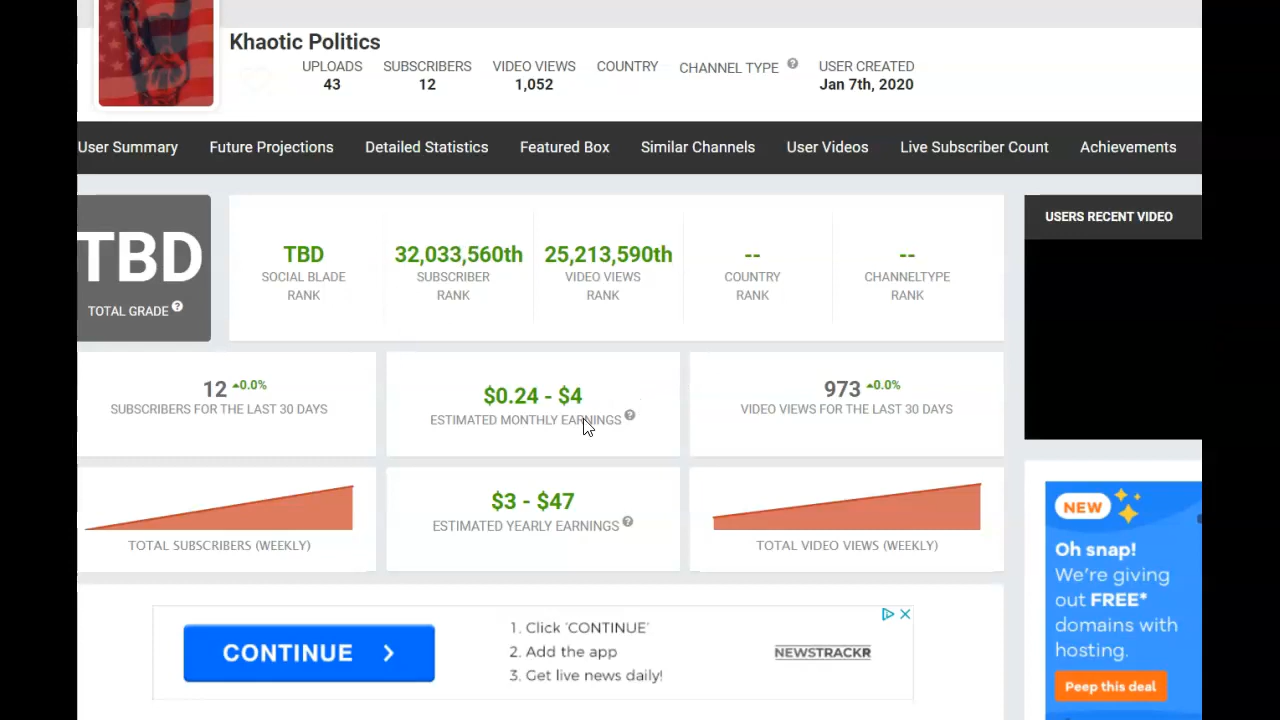 Khaotic Politics
UPLOADS
43
SUBSCRIBERS
12
VIDEO VIEWS
1,052
COUNTRY
CHANNEL TYPE ?
USER CREATED
Jan 7th, 2020
User Summary
Future Projections
Detailed Statistics
Featured Box
Similar Channels
User Videos
Live Subscriber Count
Achievements
TBD
TOTAL GRADE ?
TBD
SOCIAL BLADE
RANK
32,033,560th
SUBSCRIBER
RANK
25,213,590th
VIDEO VIEWS
RANK
--
COUNTRY
RANK
--
CHANNELTYPE
RANK
USERS RECENT VIDEO
12 0.0%
SUBSCRIBERS FOR THE LAST 30 DAYS
$0.24 - $4
ESTIMATED MONTHLY EARNINGS ?
973 0.0%
VIDEO VIEWS FOR THE LAST 30 DAYS
TOTAL SUBSCRIBERS (WEEKLY)
$3 - $47
ESTIMATED YEARLY EARNINGS ?
TOTAL VIDEO VIEWS (WEEKLY)
CONTINUE
1. Click 'CONTINUE'
2. Add the app
3. Get live news daily!
NEWSTRACKR
NEW
Oh snap!
We're giving
out FREE*
domains with
hosting.
Peep this deal